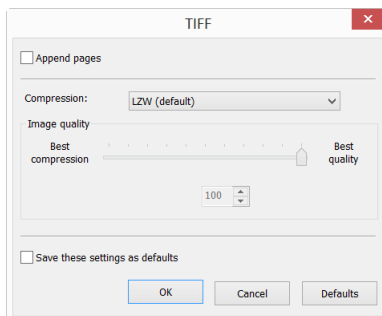 TIFF
Append pages
Compression: LZW (default)
Image quality
Best compression
Best quality
100
Save these settings as defaults
OK Cancel Defaults